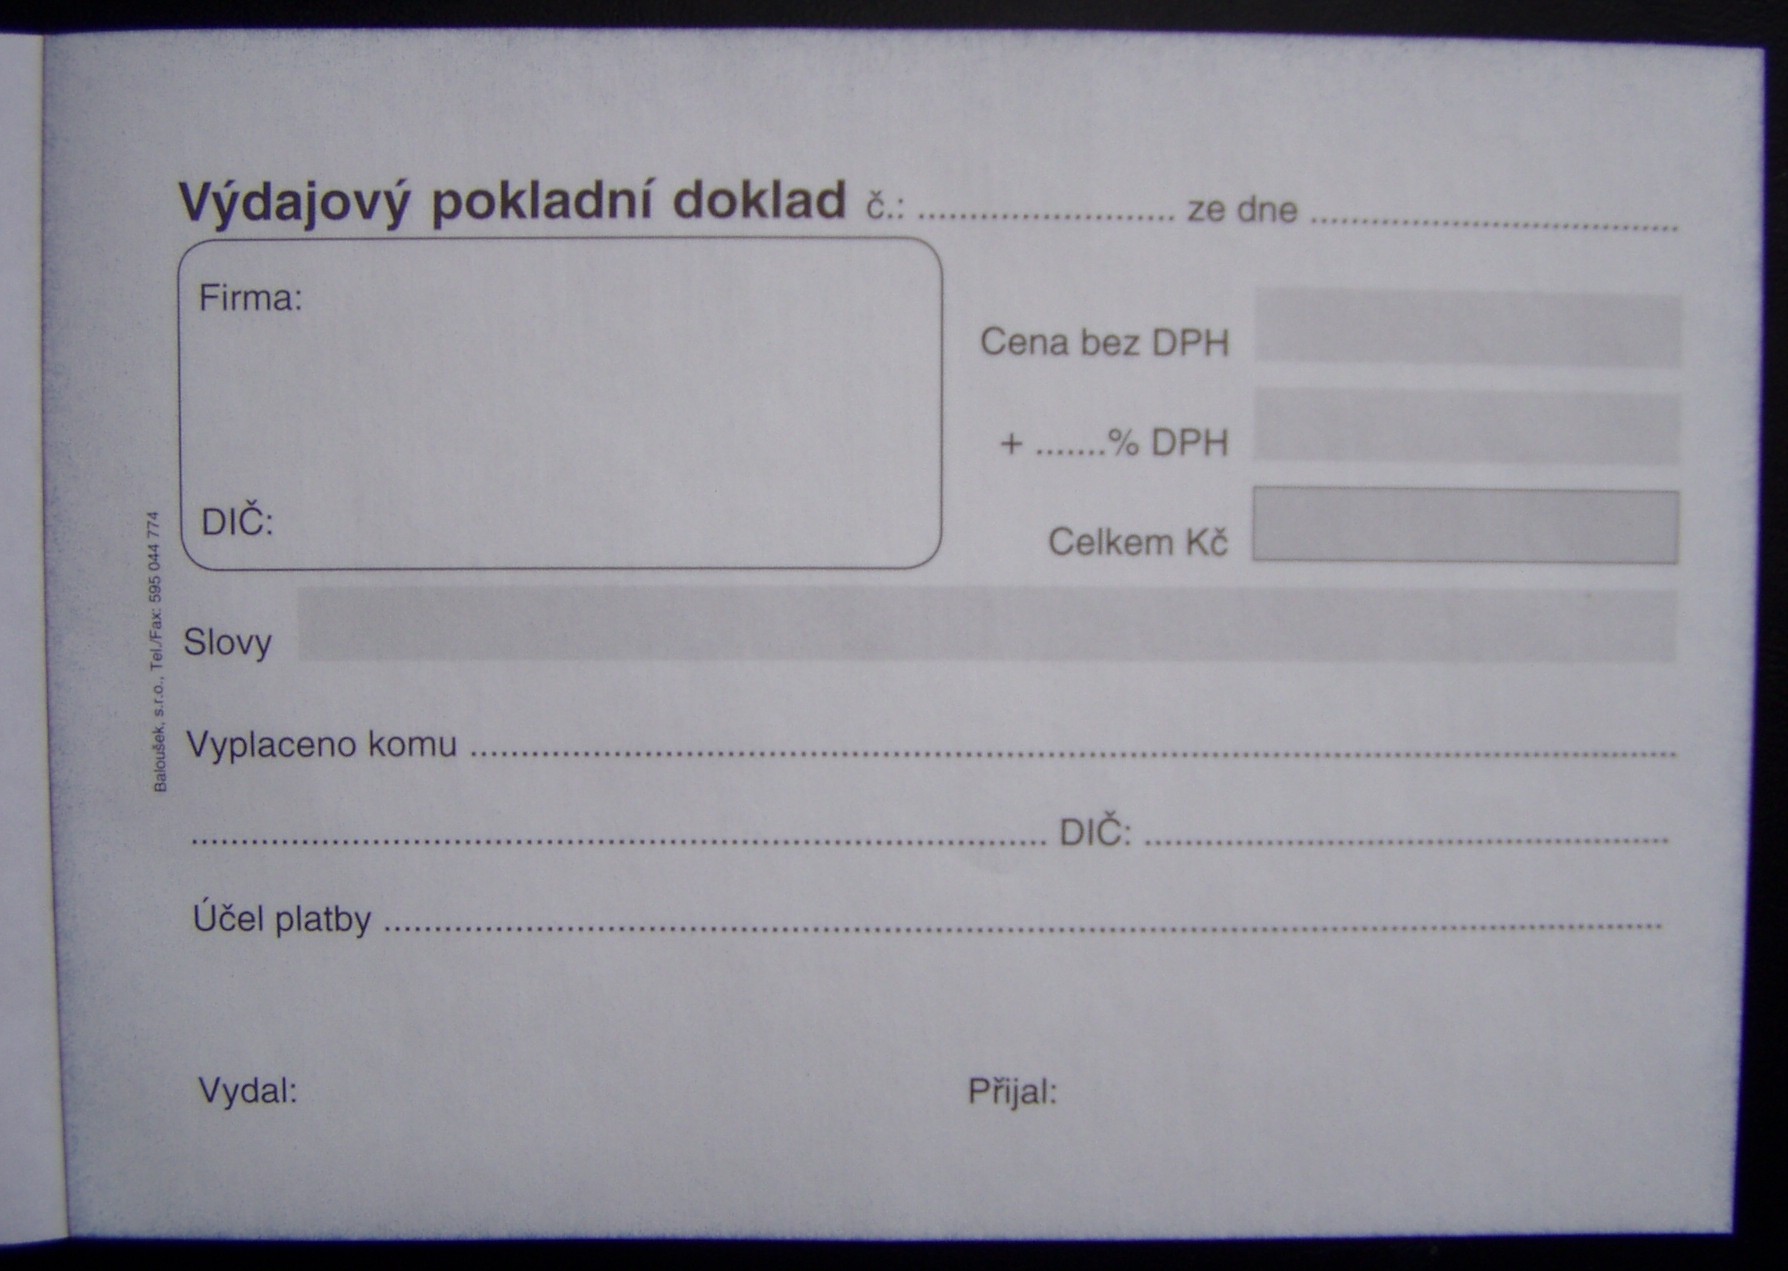 Výdajový pokladní doklad č.: ......................... ze dne ....................................
Firma:
Cena bez DPH
+ .......% DPH
DIČ:
Celkem Kč
Slovy
Vyplaceno komu ........................................................................................................................
..................................................................................... DIČ: ....................................................
Účel platby ................................................................................................................................
Vydal:
Přijal:
Baloušek, s.r.o., Tel./Fax: 595 044 774